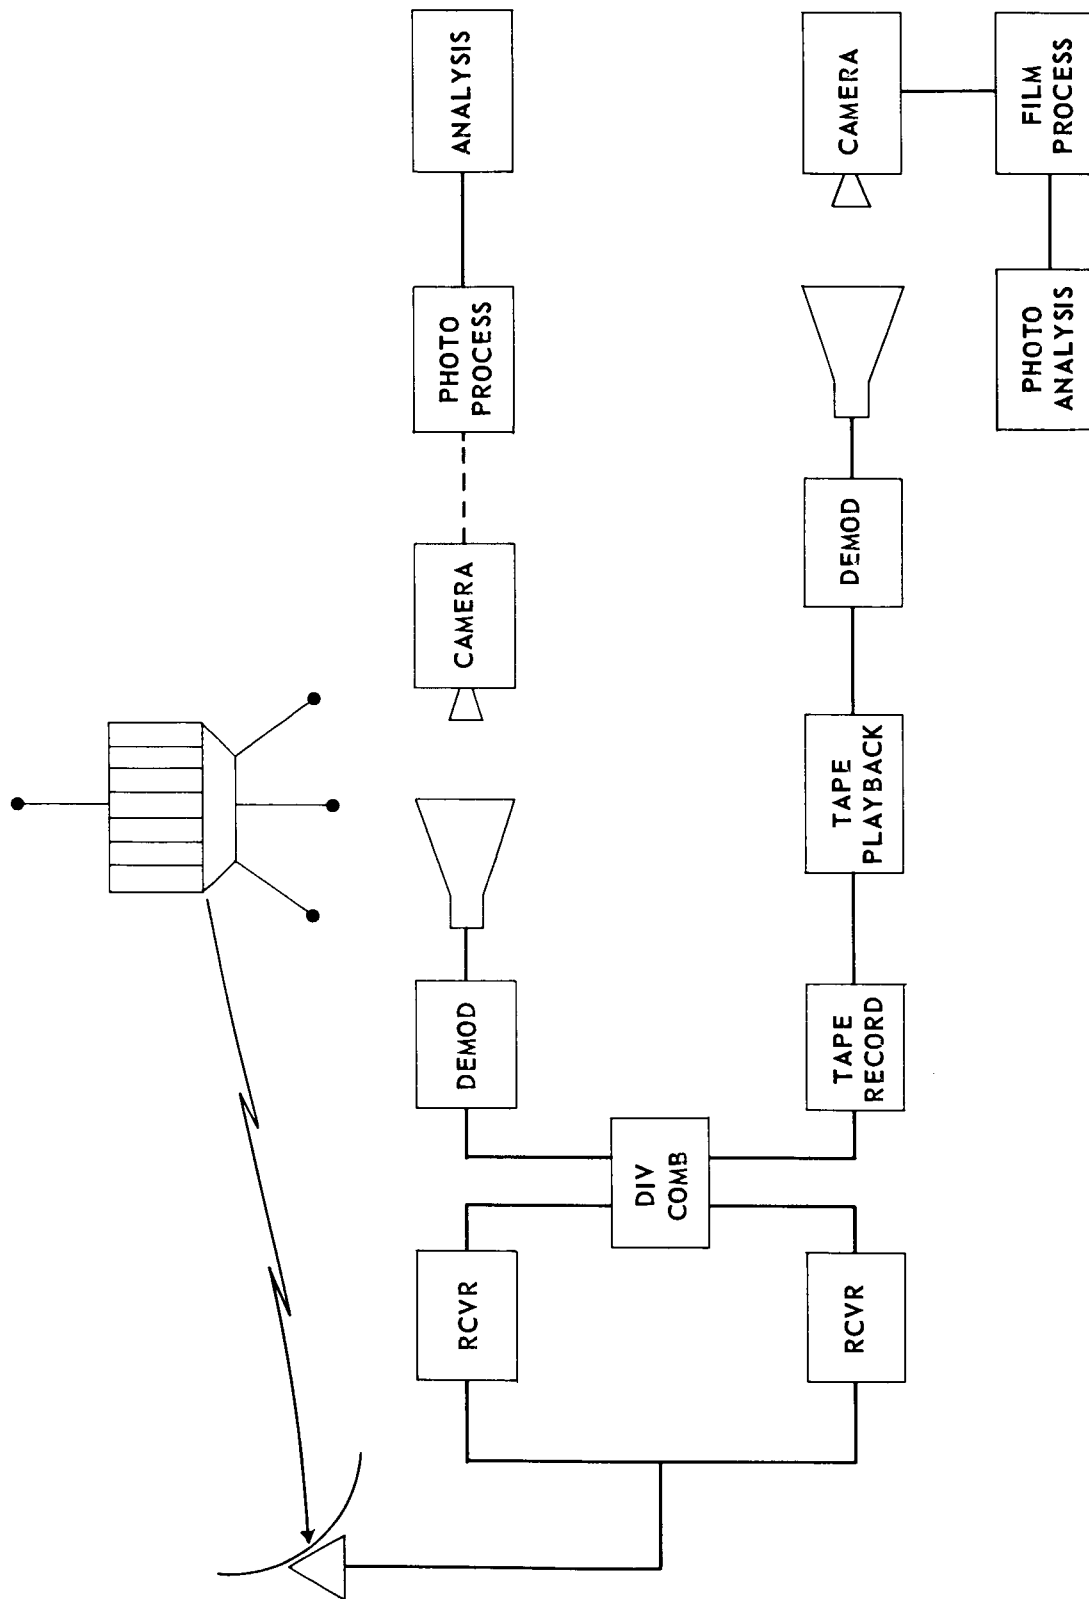 RCVR
RCVR
DIV
COMB
DEMOD
CAMERA
PHOTO
PROCESS
ANALYSIS
TAPE
RECORD
TAPE
PLAYBACK
DEMOD
CAMERA
FILM
PROCESS
PHOTO
ANALYSIS